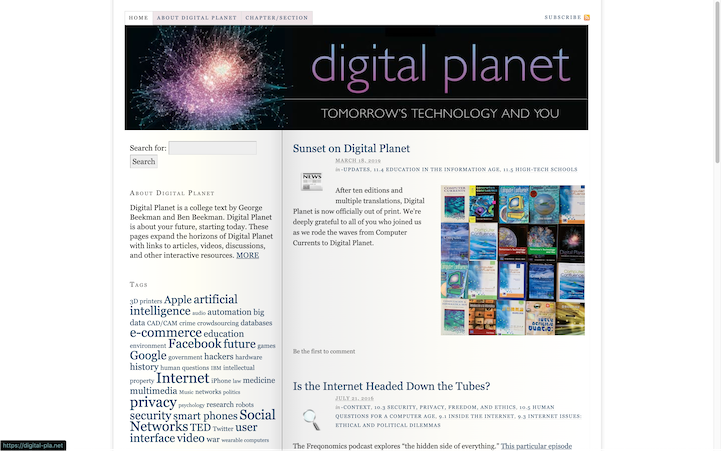 HOME ABOUT DIGITAL PLANET CHAPTER/SECTION SUBSCRIBE
digital planet
TOMORROW'S TECHNOLOGY AND YOU
Search for:
Search
ABOUT DIGITAL PLANET
Digital Planet is a college text by George
Beekman and Ben Beekman. Digital Planet
is about your future, starting today. These
pages expand the horizons of Digital Planet
with links to articles, videos, discussions,
and other interactive resources. MORE
TAGS
3D printers Apple artificial
intelligence audio automation big
data CAD/CAM crime crowdsourcing databases
e-commerce education
environment Facebook future games
Google government hackers hardware
history human questions IBM intellectual
property Internet iPhone law medicine
multimedia Music networks politics
privacy psychology research robots
security smart phones Social
Networks TED Twitter user
interface video war wearable computers
Sunset on Digital Planet
MARCH 18, 2019
in -UPDATES, 11.4 EDUCATION IN THE INFORMATION AGE, 11.5 HIGH-TECH SCHOOLS
NEWS
After ten editions and
multiple translations, Digital
Planet is now officially out of print. We're
deeply grateful to all of you who joined us
as we rode the waves from Computer
Currents to Digital Planet.
Be the first to comment
Is the Internet Headed Down the Tubes?
JULY 21, 2016
in -CONTEXT, 10.3 SECURITY, PRIVACY, FREEDOM, AND ETHICS, 10.5 HUMAN
QUESTIONS FOR A COMPUTER AGE, 9.1 INSIDE THE INTERNET, 9.3 INTERNET ISSUES:
ETHICAL AND POLITICAL DILEMMAS
The Freqonomics podcast explores "the hidden side of everything." This particular episode
https://digital-pla.net